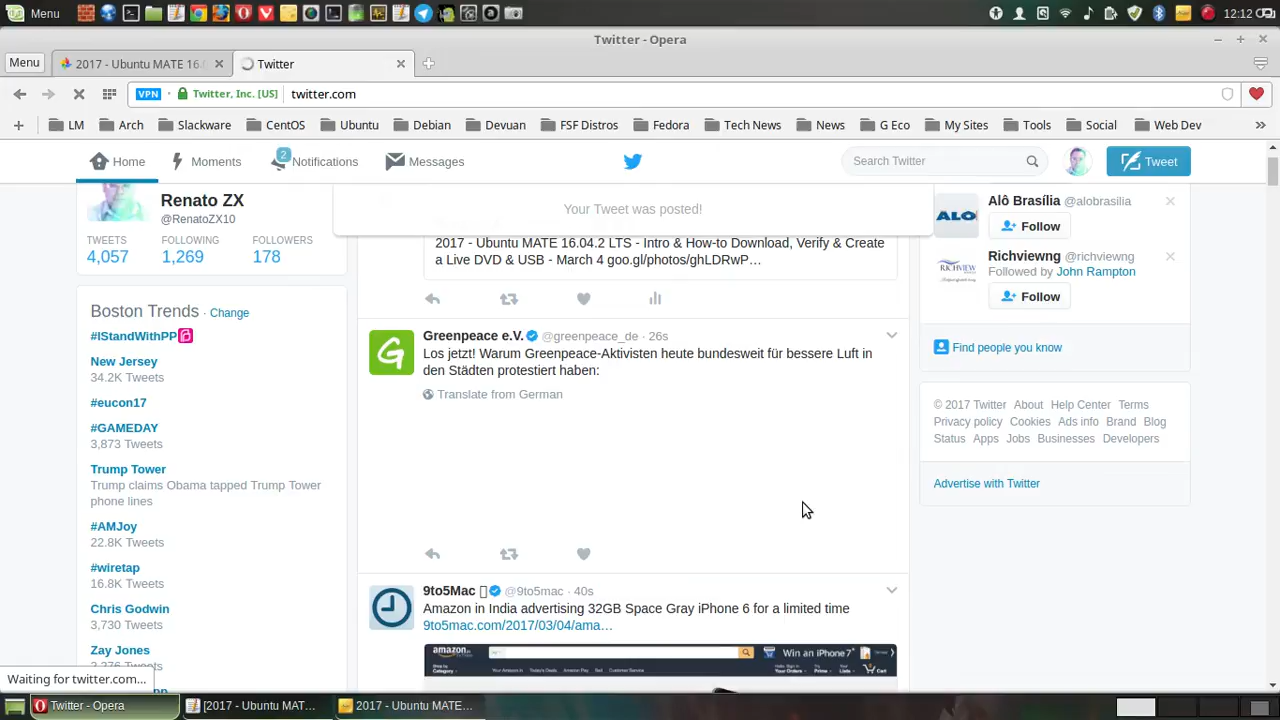 Menu
12:12
Twitter - Opera
Menu
2017 - Ubuntu MATE 16.0
Twitter
VPN
Twitter, Inc. [US]
twitter.com
LM
Arch
Slackware
CentOS
Ubuntu
Debian
Devuan
FSF Distros
Fedora
Tech News
News
G Eco
My Sites
Tools
Social
Web Dev
Home
Moments
2
Notifications
Messages
Search Twitter
Tweet
Renato ZX
@RenatoZX10
TWEETS FOLLOWING FOLLOWERS
4,057 1,269 178
Boston Trends · Change
#IStandWithPP
New Jersey
34.2K Tweets
#eucon17
#GAMEDAY
3,873 Tweets
Trump Tower
Trump claims Obama tapped Trump Tower
phone lines
#AMJoy
22.8K Tweets
#wiretap
16.8K Tweets
Chris Godwin
3,730 Tweets
Zay Jones
Your Tweet was posted!
2017 - Ubuntu MATE 16.04.2 LTS - Intro & How-to Download, Verify & Create
a Live DVD & USB - March 4 goo.gl/photos/ghLDRwP…
Greenpeace e.V. @greenpeace_de · 26s
Los jetzt! Warum Greenpeace-Aktivisten heute bundesweit für bessere Luft in
den Städten protestiert haben:
Translate from German
9to5Mac @9to5mac · 40s
Amazon in India advertising 32GB Space Gray iPhone 6 for a limited time
9to5mac.com/2017/03/04/ama…
amazon
Win an iPhone7
ALO
Alô Brasília @alobrasilia
Follow
RICHVIEW
Richviewng @richviewng
Followed by John Rampton
Follow
Find people you know
© 2017 Twitter About Help Center Terms
Privacy policy Cookies Ads info Brand Blog
Status Apps Jobs Businesses Developers
Advertise with Twitter
Waiting for twitter.com...
Twitter - Opera
[2017 - Ubuntu MAT...
2017 - Ubuntu MATE...